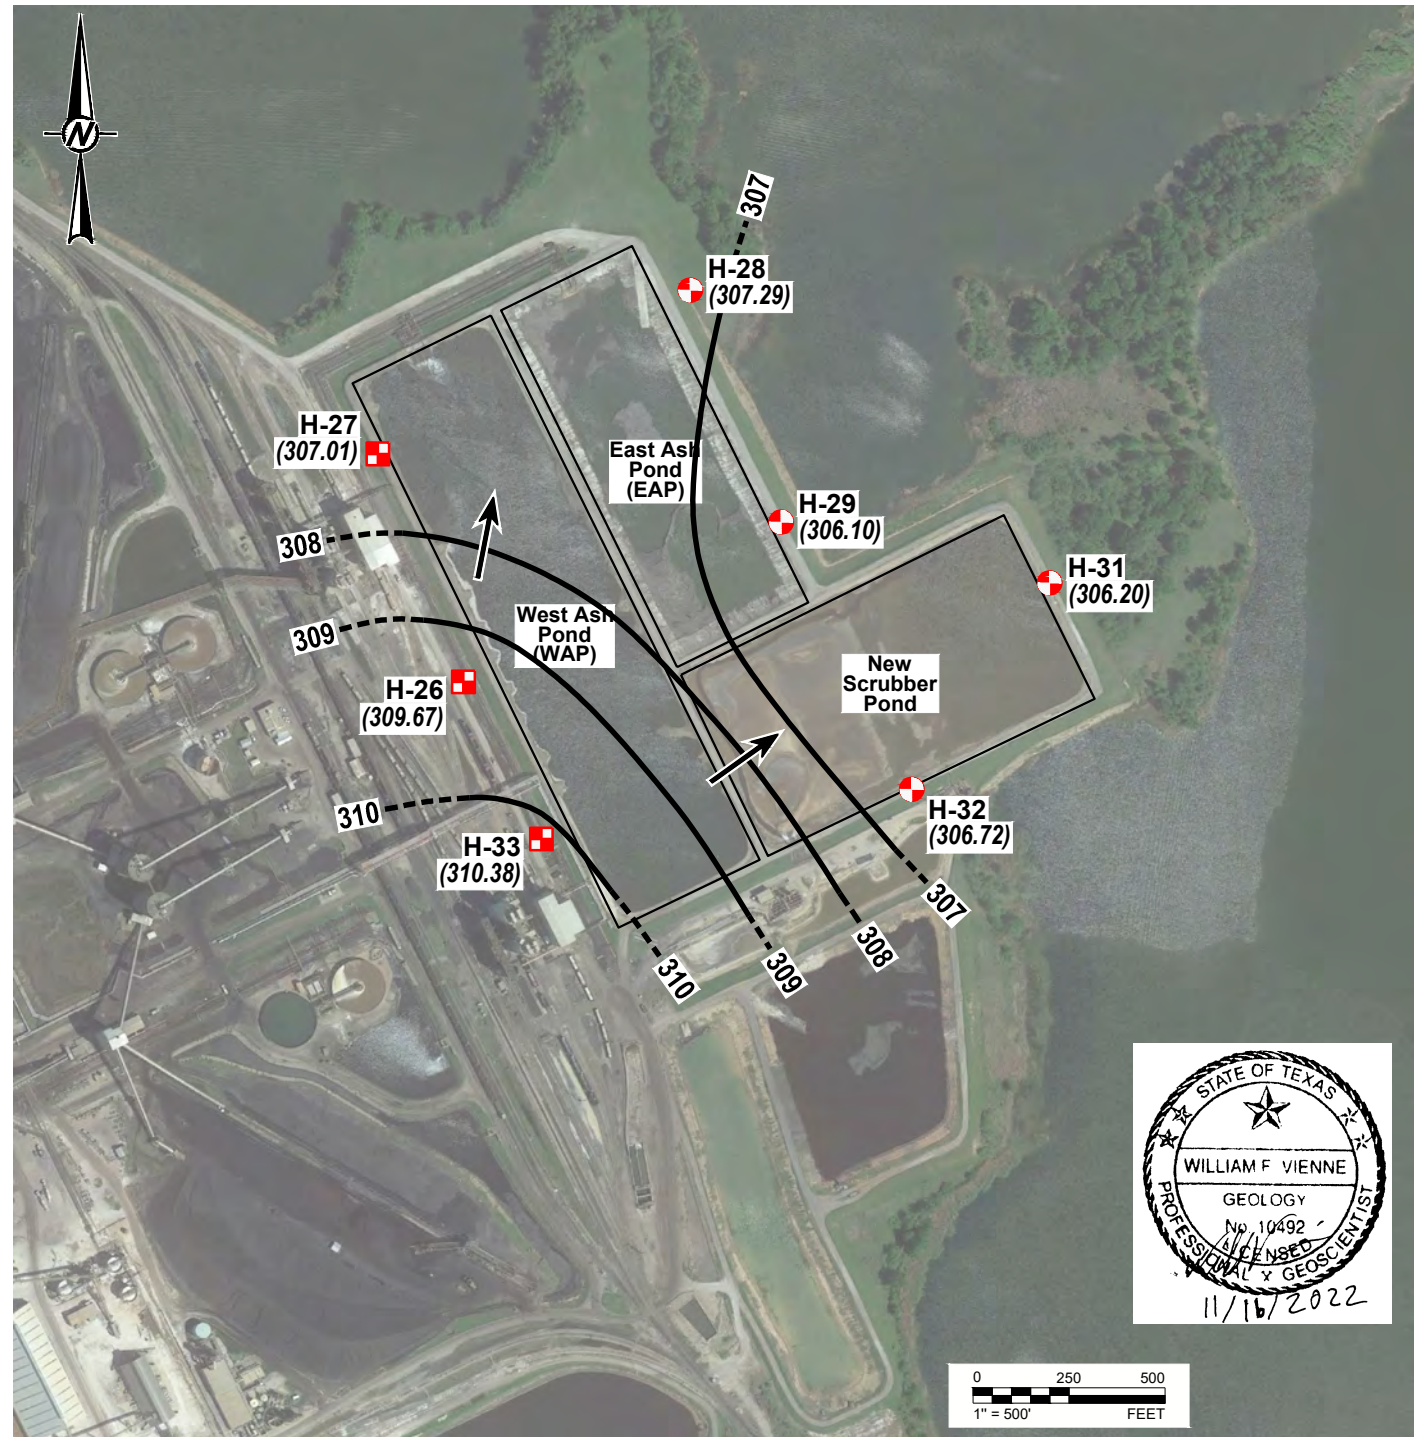 N
307
H-28
(307.29)
H-27
(307.01)
East Ash
Pond
(EAP)
H-29
(306.10)
308
H-31
(306.20)
309
West Ash
Pond
(WAP)
New
Scrubber
Pond
H-26
(309.67)
310
H-32
(306.72)
H-33
(310.38)
307
308
309
310
STATE OF TEXAS
WILLIAM F VIENNE
GEOLOGY
No. 10492
LICENSED
PROFESSIONAL GEOSCIENTIST
11/16/2022
0 250 500
1" = 500' FEET